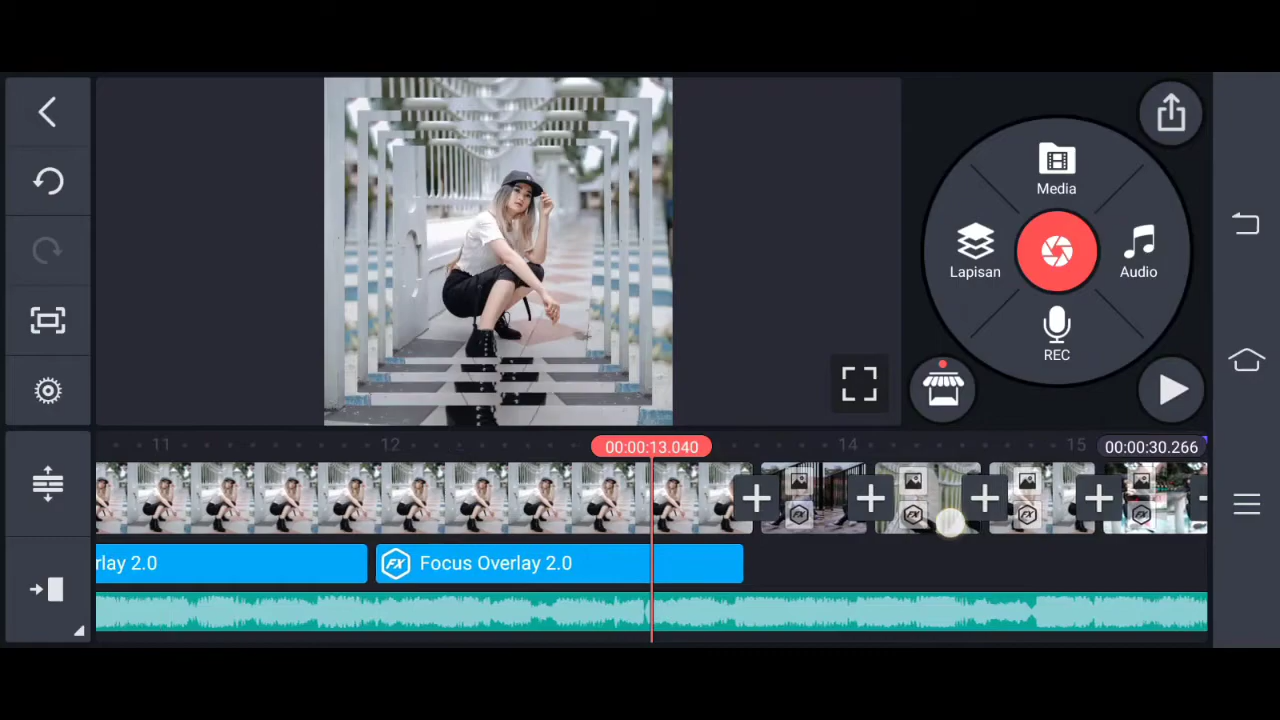 Media
Lapisan
Audio
REC
11
12
00:00:13.040
14
15
00:00:30.266
rlay 2.0
FX
Focus Overlay 2.0